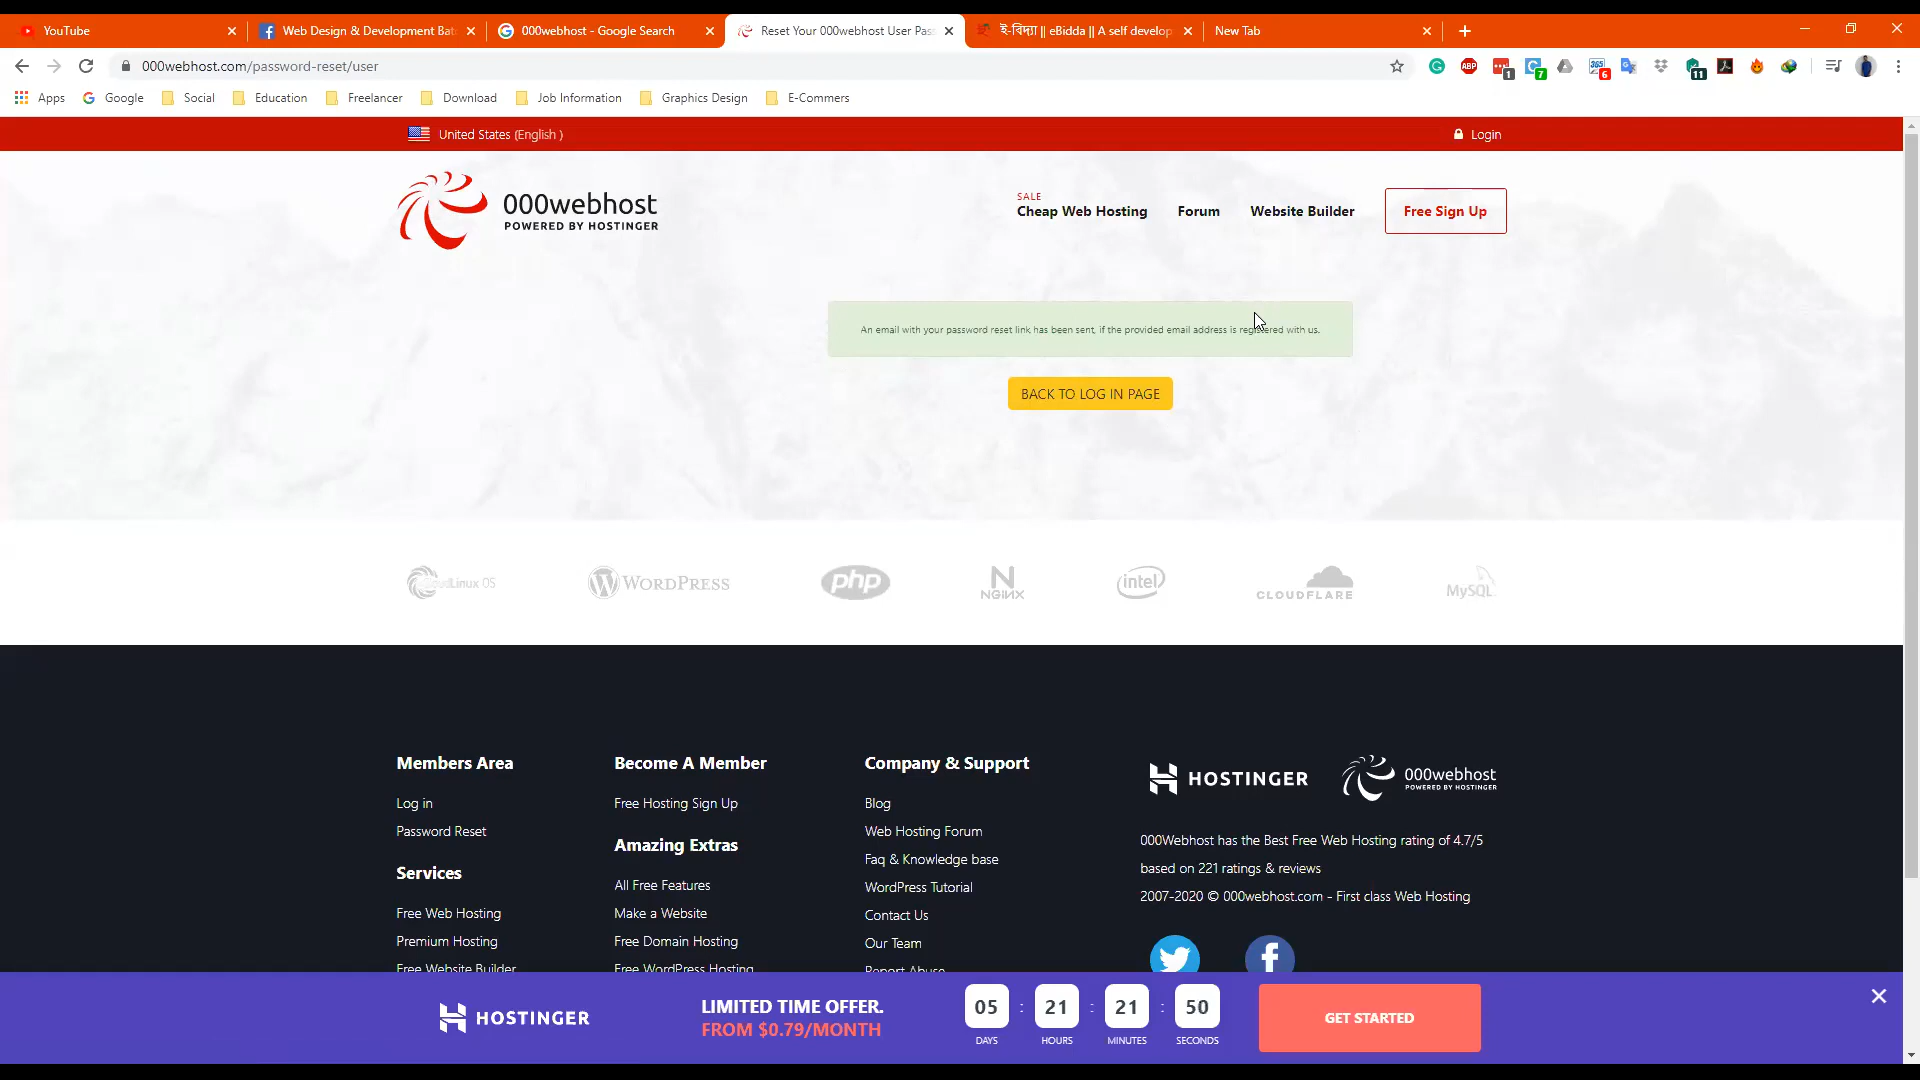 YouTube
Web Design & Development Bat
000webhost - Google Search
Reset Your 000webhost User Pas
ই-বিদ্যা || eBidda || A self develop
New Tab
000webhost.com/password-reset/user
1
7
6
11
Apps
Google
Social
Education
Freelancer
Download
Job Information
Graphics Design
E-Commers
United States (English )
Login
000webhost
POWERED BY HOSTINGER
SALE
Cheap Web Hosting
Forum
Website Builder
Free Sign Up
An email with your password reset link has been sent, if the provided email address is registered with us.
BACK TO LOG IN PAGE
CloudLinux OS
WORDPRESS
php
NGINX
intel
CLOUDFLARE
MySQL
Members Area
Log in
Password Reset
Services
Free Web Hosting
Premium Hosting
Free Website Builder
Become A Member
Free Hosting Sign Up
Amazing Extras
All Free Features
Make a Website
Free Domain Hosting
Free WordPress Hosting
Company & Support
Blog
Web Hosting Forum
Faq & Knowledge base
WordPress Tutorial
Contact Us
Our Team
Report Abuse
HOSTINGER
000webhost
POWERED BY HOSTINGER
000Webhost has the Best Free Web Hosting rating of 4.7/5
based on 221 ratings & reviews
2007-2020 © 000webhost.com - First class Web Hosting
HOSTINGER
LIMITED TIME OFFER.
FROM $0.79/MONTH
05 : 21 : 21 : 50
DAYS HOURS MINUTES SECONDS
GET STARTED